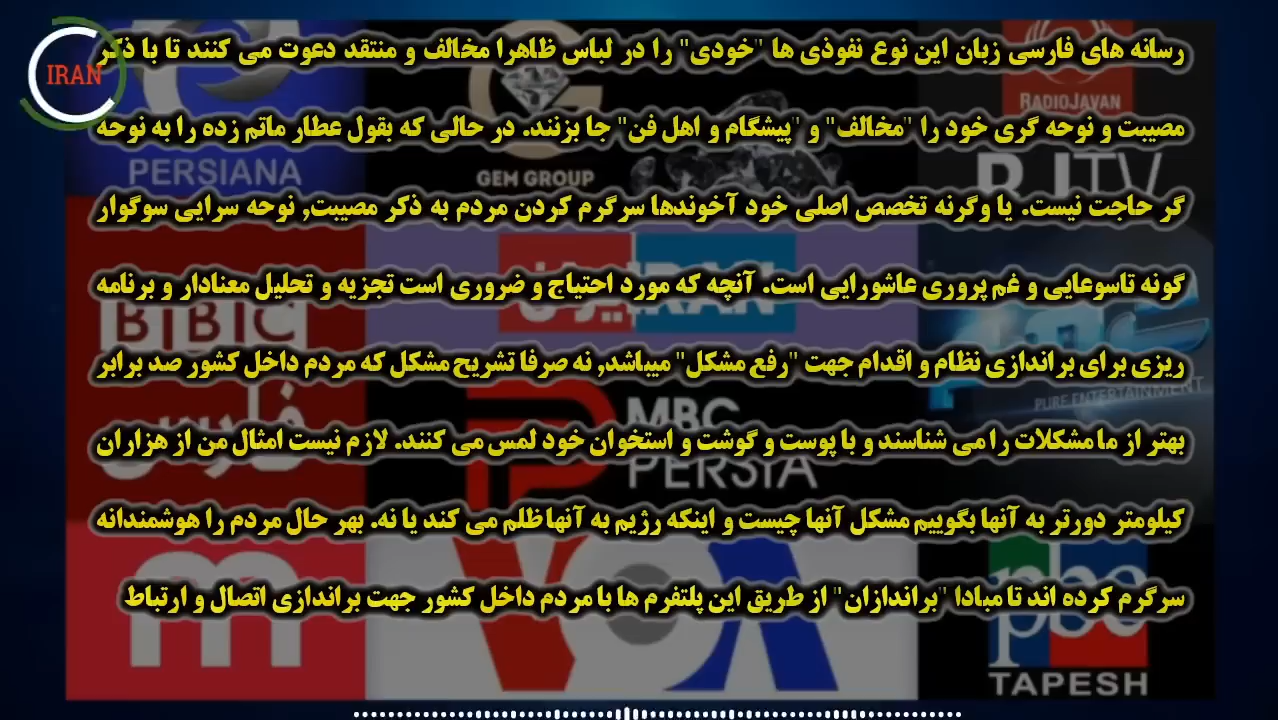 IRAN
رسانه های فارسی زبان این نوع نفوذی ها "خودی" را در لباس ظاهرا مخالف و منتقد دعوت می کنند تا با ذکر
مصیبت و نوحه گری خود را "مخالف" و "پیشگام و اهل فن" جا بزنند. در حالی که بقول عطار ماتم زده را به نوحه
گر حاجت نیست. یا وگرنه تخصص اصلی خود آخوندها سرگرم کردن مردم به ذکر مصیبت, نوحه سرایی سوگوار
گونه تاسوعایی و غم پروری عاشورایی است. آنچه که مورد احتیاج و ضروری است تجزیه و تحلیل معنادار و برنامه
ریزی برای براندازی نظام و اقدام جهت "رفع مشکل" میباشد, نه صرفا تشریح مشکل که مردم داخل کشور صد برابر
بهتر از ما مشکلات را می شناسند و با پوست و گوشت و استخوان خود لمس می کنند. لازم نیست امثال من از هزاران
کیلومتر دورتر به آنها بگوییم مشکل آنها چیست و اینکه رژیم به آنها ظلم می کند یا نه. بهر حال مردم را هوشمندانه
سرگرم کرده اند تا مبادا "براندازان" از طریق این پلتفرم ها با مردم داخل کشور جهت براندازی اتصال و ارتباط
PERSIANA
GEM GROUP
RADIOJAVAN
RJTV
BBC
فارسی
IRAN
MBC
PERSIA
PURE ENTERTAINMENT
m
VOA
pbc
TAPESH